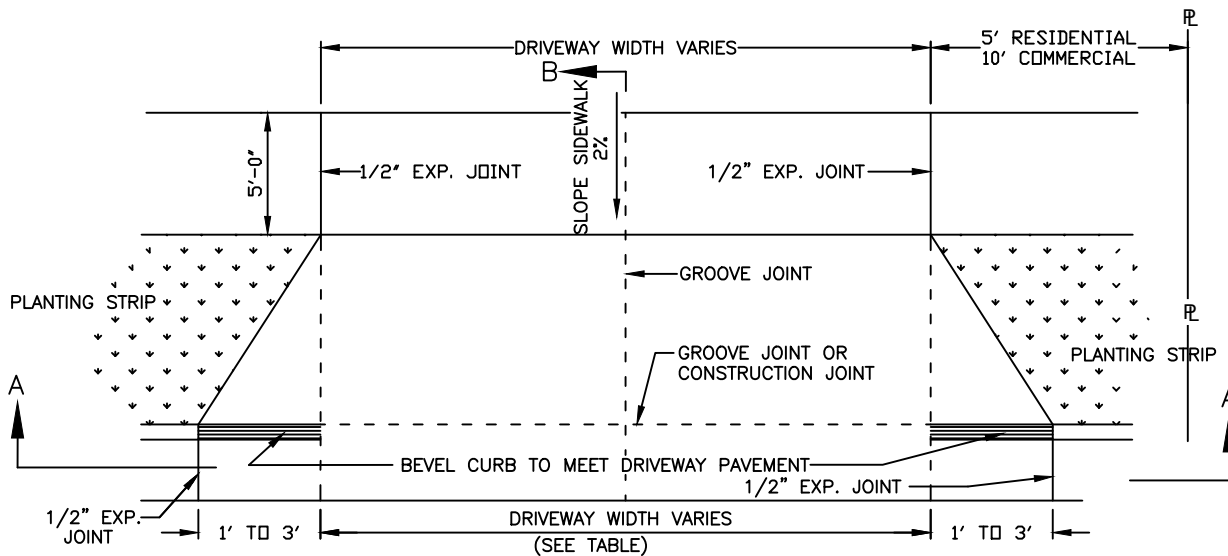 ℄
5' RESIDENTIAL
10' COMMERCIAL
DRIVEWAY WIDTH VARIES
B
SLOPE SIDEWALK
2%
5'-0"
1/2" EXP. JOINT
1/2" EXP. JOINT
GROOVE JOINT
PLANTING STRIP
PL
GROOVE JOINT OR
CONSTRUCTION JOINT
PLANTING STRIP
A
A
BEVEL CURB TO MEET DRIVEWAY PAVEMENT
1/2" EXP. JOINT
1/2" EXP.
JOINT
1' TO 3'
DRIVEWAY WIDTH VARIES
(SEE TABLE)
1' TO 3'